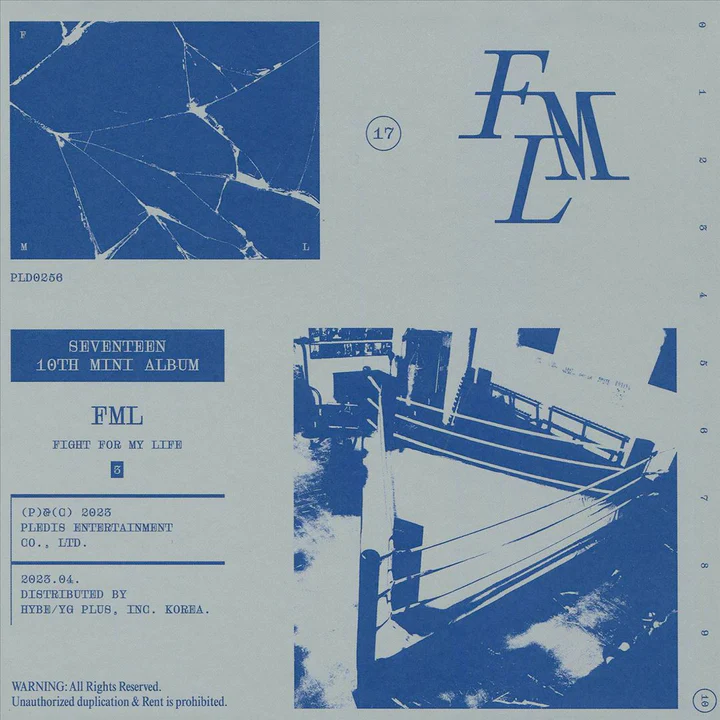 F
M L
PLD0256
17
FML
SEVENTEEN
10TH MINI ALBUM
FML
FIGHT FOR MY LIFE
3
(P)&(C) 2023
PLEDIS ENTERTAINMENT
CO., LTD.
2023.04.
DISTRIBUTED BY
HYBE/YG PLUS, INC. KOREA.
WARNING: All Rights Reserved.
Unauthorized duplication & Rent is prohibited.
0
1
2
3
4
5
6
7
8
9
10